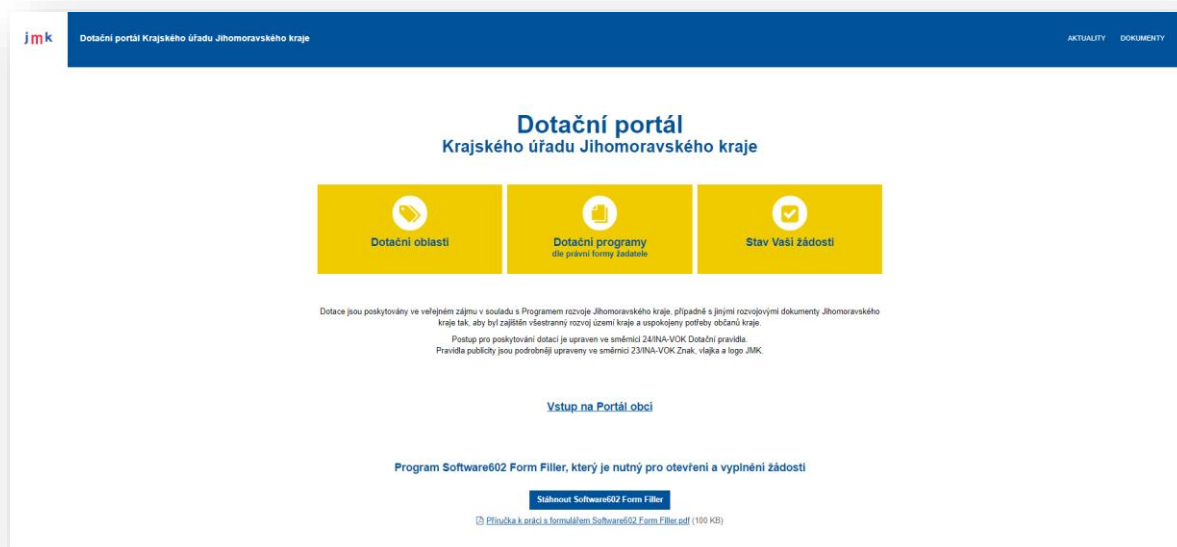 jmk
Dotační portál Krajského úřadu Jihomoravského kraje
AKTUALITY DOKUMENTY
Dotační portál
Krajského úřadu Jihomoravského kraje
Dotační oblasti
Dotační programy
dle právní formy žadatele
Stav Vaší žádosti
Dotace jsou poskytovány ve veřejném zájmu v souladu s Programem rozvoje Jihomoravského kraje, případně s jinými rozvojovými dokumenty Jihomoravského
kraje tak, aby byl zajištěn všestranný rozvoj území kraje a uspokojeny potřeby občanů kraje.
Postup pro poskytování dotací je upraven ve směrnici 24/INA-VOK Dotační pravidla.
Pravidla publicity jsou podrobněji upraveny ve směrnici 23/INA-VOK Znak, vlajka a logo JMK.
Vstup na Portál obcí
Program Software602 Form Filler, který je nutný pro otevření a vyplnění žádosti
Stáhnout Software602 Form Filler
Příručka k práci s formulářem Software602 Form Filler.pdf (100 KB)